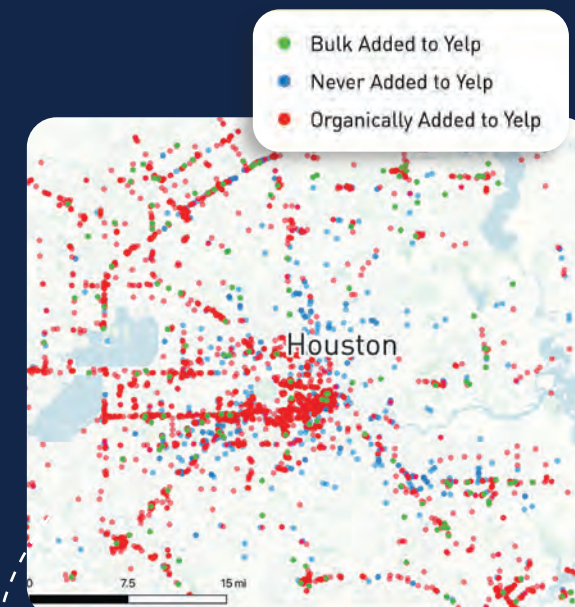 Bulk Added to Yelp
Never Added to Yelp
Organically Added to Yelp
Houston
0 7.5 15 mi